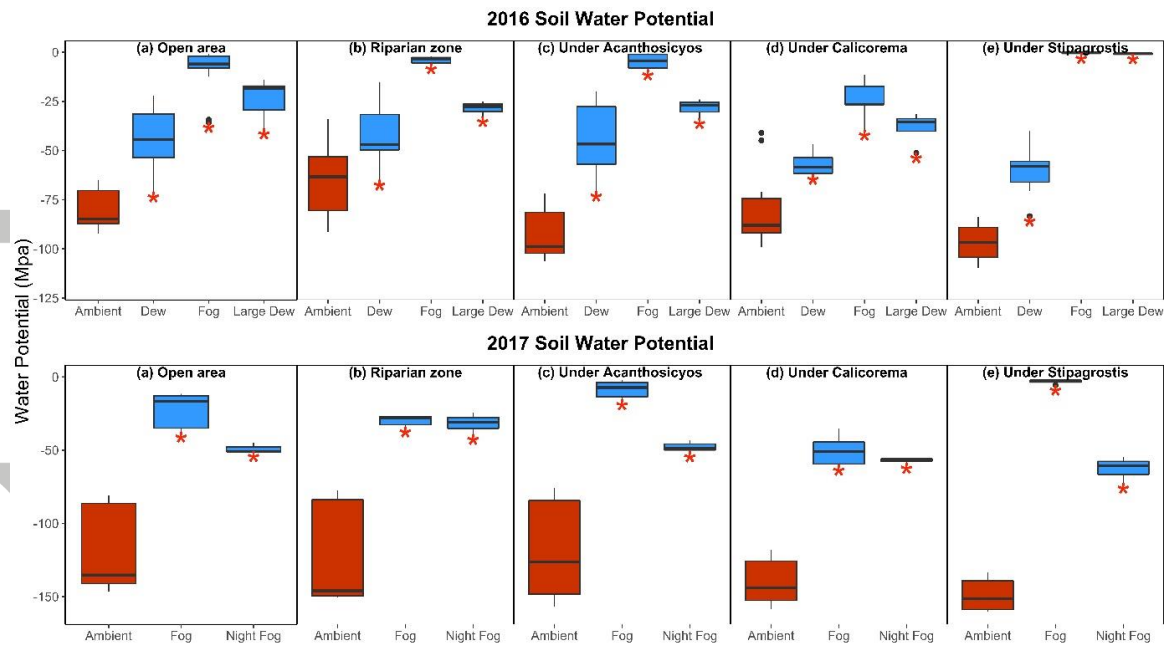 2016 Soil Water Potential
(a) Open area
(b) Riparian zone
(c) Under Acanthosicyos
(d) Under Calicorema
(e) Under Stipagrostis
0
-25
-50
-75
-100
-125
Ambient Dew Fog Large Dew
Ambient Dew Fog Large Dew
Ambient Dew Fog Large Dew
Ambient Dew Fog Large Dew
Ambient Dew Fog Large Dew
Water Potential (Mpa)
2017 Soil Water Potential
(a) Open area
(b) Riparian zone
(c) Under Acanthosicyos
(d) Under Calicorema
(e) Under Stipagrostis
0
-50
-100
-150
Ambient Fog Night Fog
Ambient Fog Night Fog
Ambient Fog Night Fog
Ambient Fog Night Fog
Ambient Fog Night Fog